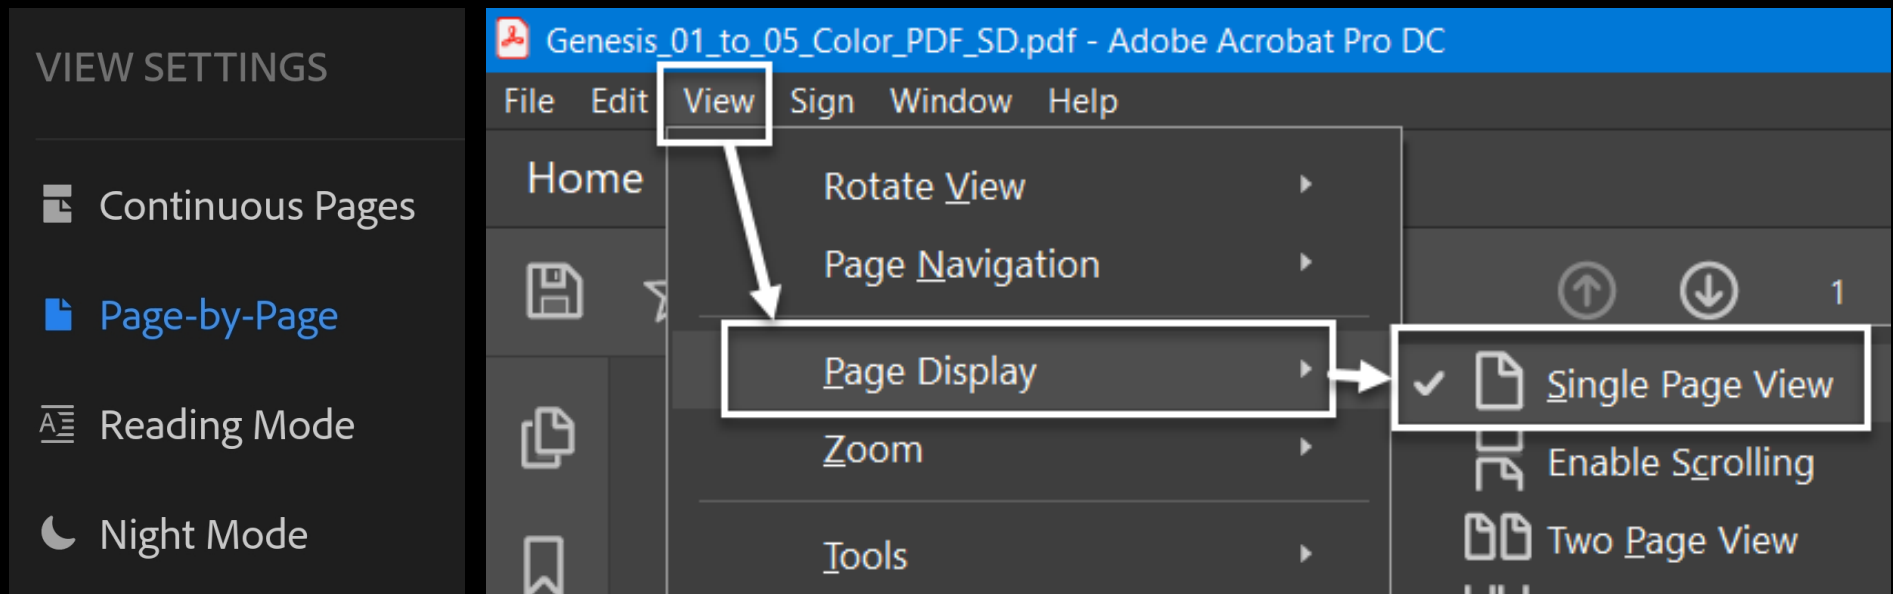 VIEW SETTINGS
Continuous Pages
Page-by-Page
Reading Mode
Night Mode
Genesis_01_to_05_Color_PDF_SD.pdf - Adobe Acrobat Pro DC
File Edit View Sign Window Help
Home
Rotate View
Page Navigation
1
Page Display
Single Page View
Zoom
Enable Scrolling
Two Page View
Tools